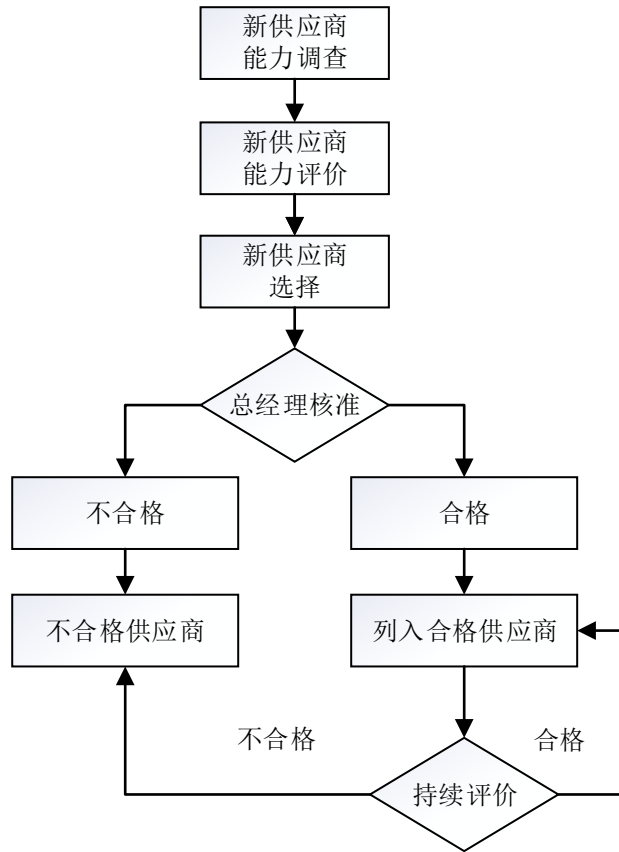 新供应商
能力调查
新供应商
能力评价
新供应商
选择
总经理核准
不合格
合格
不合格供应商
列入合格供应商
不合格
合格
持续评价